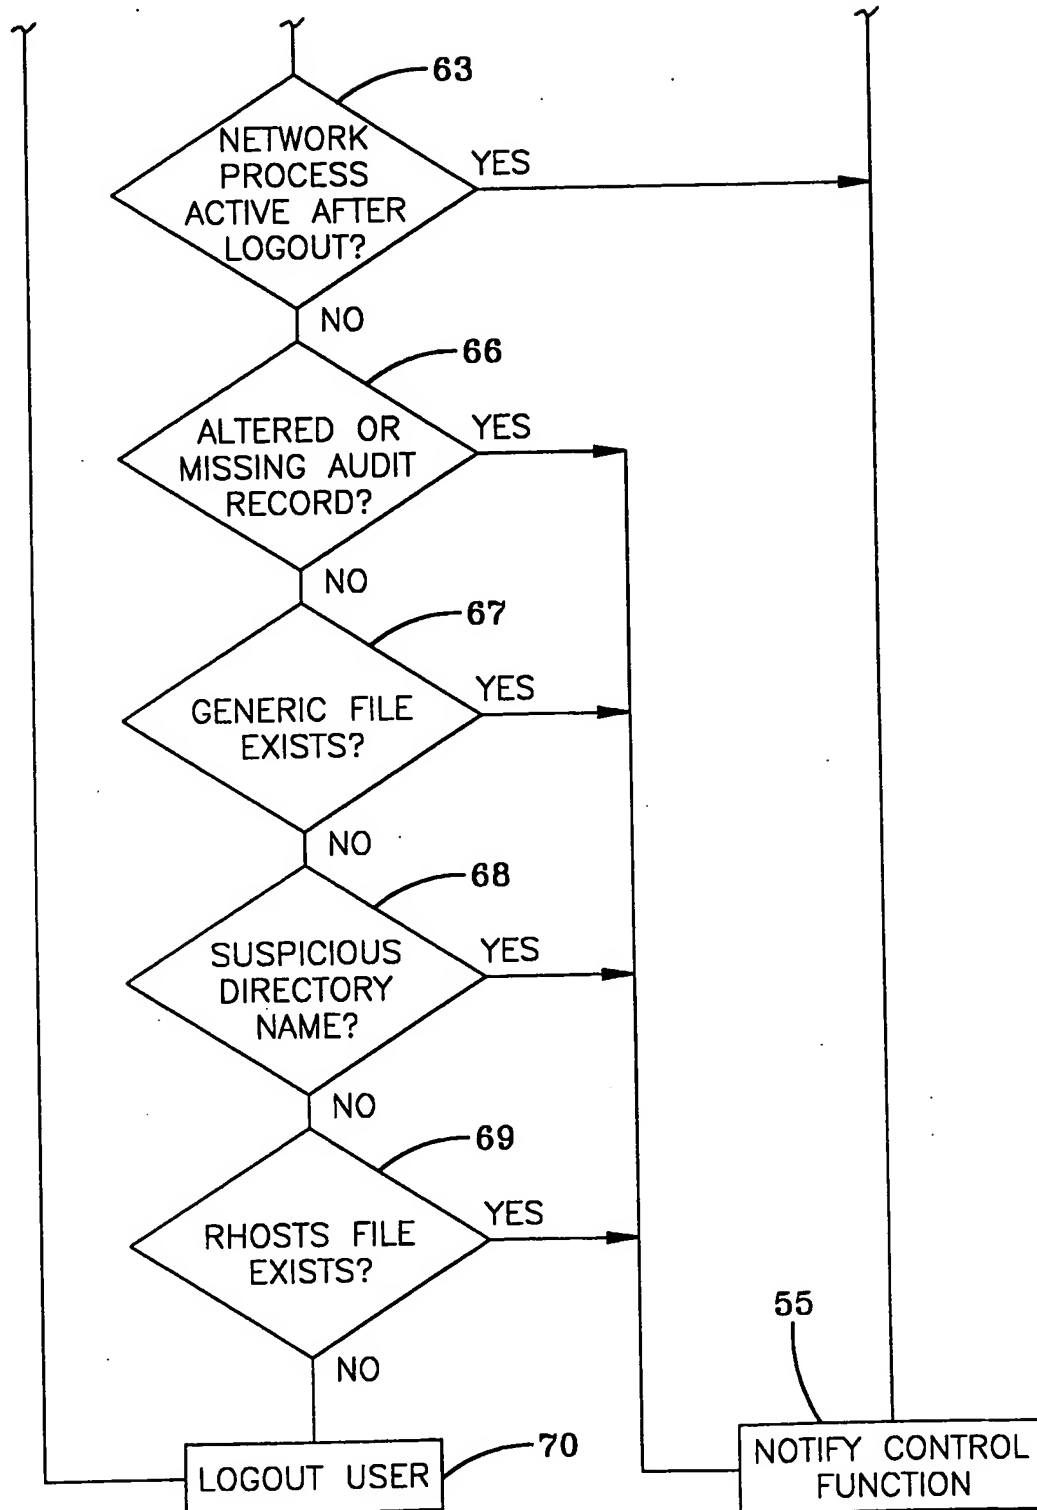 63
NETWORK
PROCESS
ACTIVE AFTER
LOGOUT?
YES
NO
66
ALTERED OR
MISSING AUDIT
RECORD?
YES
NO
67
GENERIC FILE
EXISTS?
YES
NO
68
SUSPICIOUS
DIRECTORY
NAME?
YES
NO
69
RHOSTS FILE
EXISTS?
YES
NO
55
70
LOGOUT USER
NOTIFY CONTROL
FUNCTION